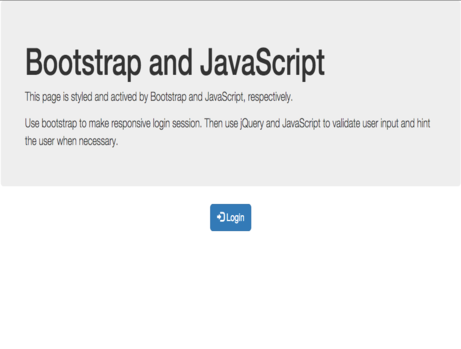 Bootstrap and JavaScript
This page is styled and actived by Bootstrap and JavaScript, respectively.
Use bootstrap to make responsive login session. Then use jQuery and JavaScript to validate user input and hint
the user when necessary.
Login